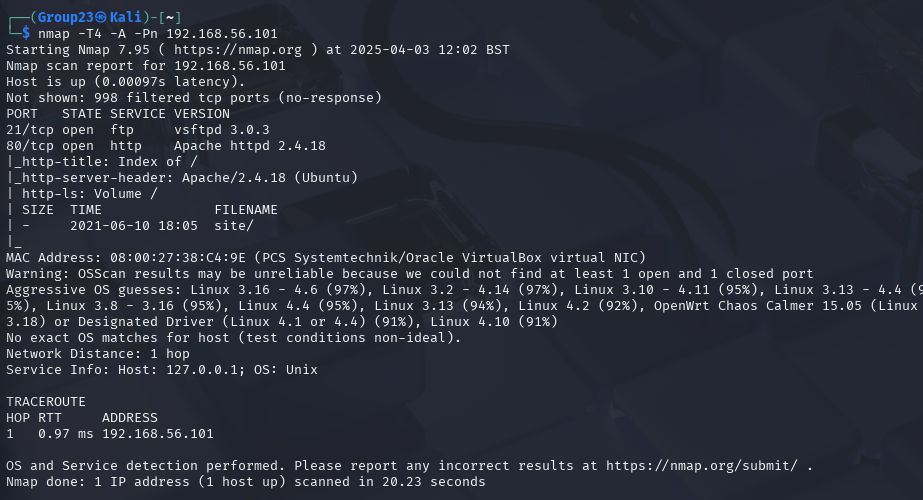 ┌──(Group23㉿Kali)-[~]
└─$ nmap -T4 -A -Pn 192.168.56.101
Starting Nmap 7.95 ( https://nmap.org ) at 2025-04-03 12:02 BST
Nmap scan report for 192.168.56.101
Host is up (0.00097s latency).
Not shown: 998 filtered tcp ports (no-response)
PORT   STATE SERVICE VERSION
21/tcp open  ftp     vsftpd 3.0.3
80/tcp open  http    Apache httpd 2.4.18
|_http-title: Index of /
|_http-server-header: Apache/2.4.18 (Ubuntu)
| http-ls: Volume /
| SIZE  TIME              FILENAME
| -     2021-06-10 18:05  site/
|_
MAC Address: 08:00:27:38:C4:9E (PCS Systemtechnik/Oracle VirtualBox virtual NIC)
Warning: OSScan results may be unreliable because we could not find at least 1 open and 1 closed port
Aggressive OS guesses: Linux 3.16 - 4.6 (97%), Linux 3.2 - 4.14 (97%), Linux 3.10 - 4.11 (95%), Linux 3.13 - 4.4 (9
5%), Linux 3.8 - 3.16 (95%), Linux 4.4 (95%), Linux 3.13 (94%), Linux 4.2 (92%), OpenWrt Chaos Calmer 15.05 (Linux
3.18) or Designated Driver (Linux 4.1 or 4.4) (91%), Linux 4.10 (91%)
No exact OS matches for host (test conditions non-ideal).
Network Distance: 1 hop
Service Info: Host: 127.0.0.1; OS: Unix

TRACEROUTE
HOP RTT     ADDRESS
1   0.97 ms 192.168.56.101

OS and Service detection performed. Please report any incorrect results at https://nmap.org/submit/ .
Nmap done: 1 IP address (1 host up) scanned in 20.23 seconds